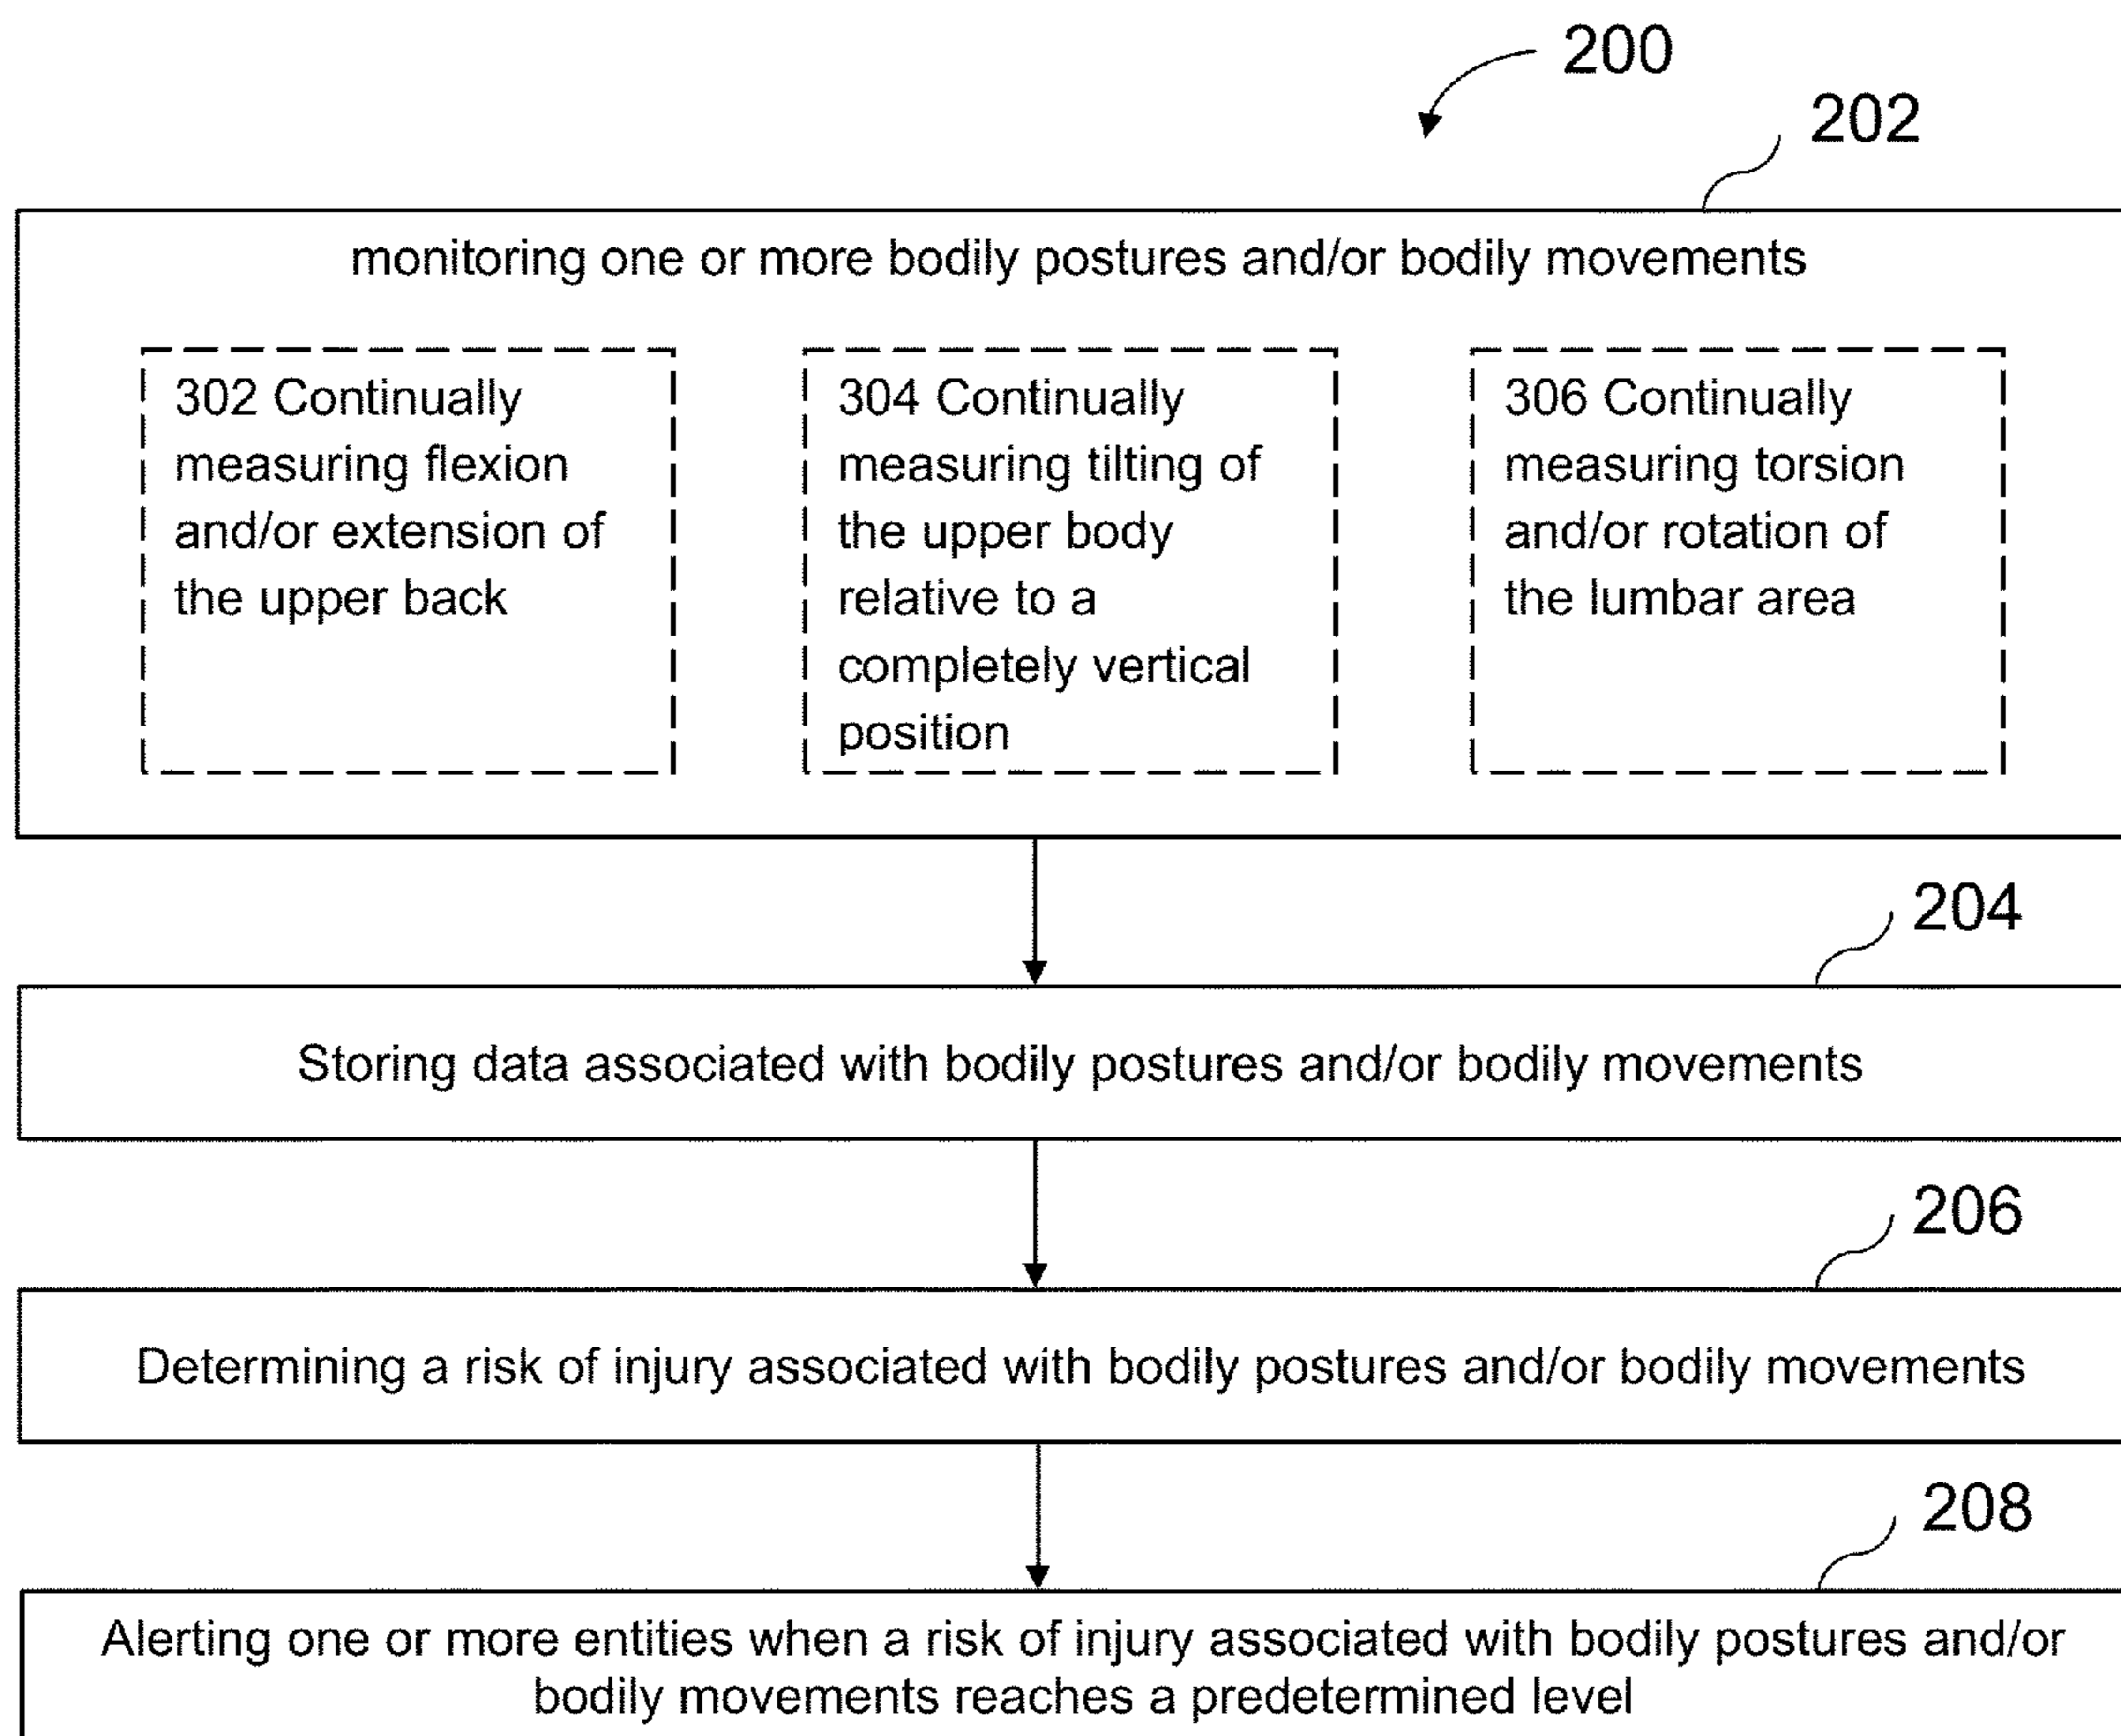 200
202
monitoring one or more bodily postures and/or bodily movements
302 Continually
measuring flexion
and/or extension of
the upper back
304 Continually
measuring tilting of
the upper body
relative to a
completely vertical
position
306 Continually
measuring torsion
and/or rotation of
the lumbar area
204
Storing data associated with bodily postures and/or bodily movements
206
Determining a risk of injury associated with bodily postures and/or bodily movements
208
Alerting one or more entities when a risk of injury associated with bodily postures and/or
bodily movements reaches a predetermined level